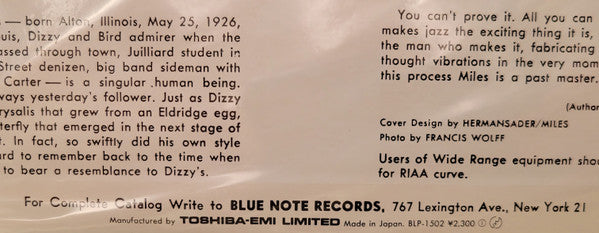 — born Alton, Illinois, May 25, 1926,
uis, Dizzy and Bird admirer when the
assed through town, Juilliard student in
Street denizen, big band sideman with
Carter — is a singular human being.
ways yesterday's follower. Just as Dizzy
rysalis that grew from an Eldridge egg,
terfly that emerged in the next stage of
t. In fact, so swiftly did his own style
ard to remember back to the time when
to bear a resemblance to Dizzy's.
You can't prove it. All you can
makes jazz the exciting thing it is,
the man who makes it, fabricating
thought vibrations in the very mom
this process Miles is a past master.
(Author
Cover Design by HERMANSADER/MILES
Photo by FRANCIS WOLFF
Users of Wide Range equipment shou
for RIAA curve.
For Complete Catalog Write to BLUE NOTE RECORDS, 767 Lexington Ave., New York 21
Manufactured by TOSHIBA-EMI LIMITED Made in Japan. BLP-1502 ¥2,300